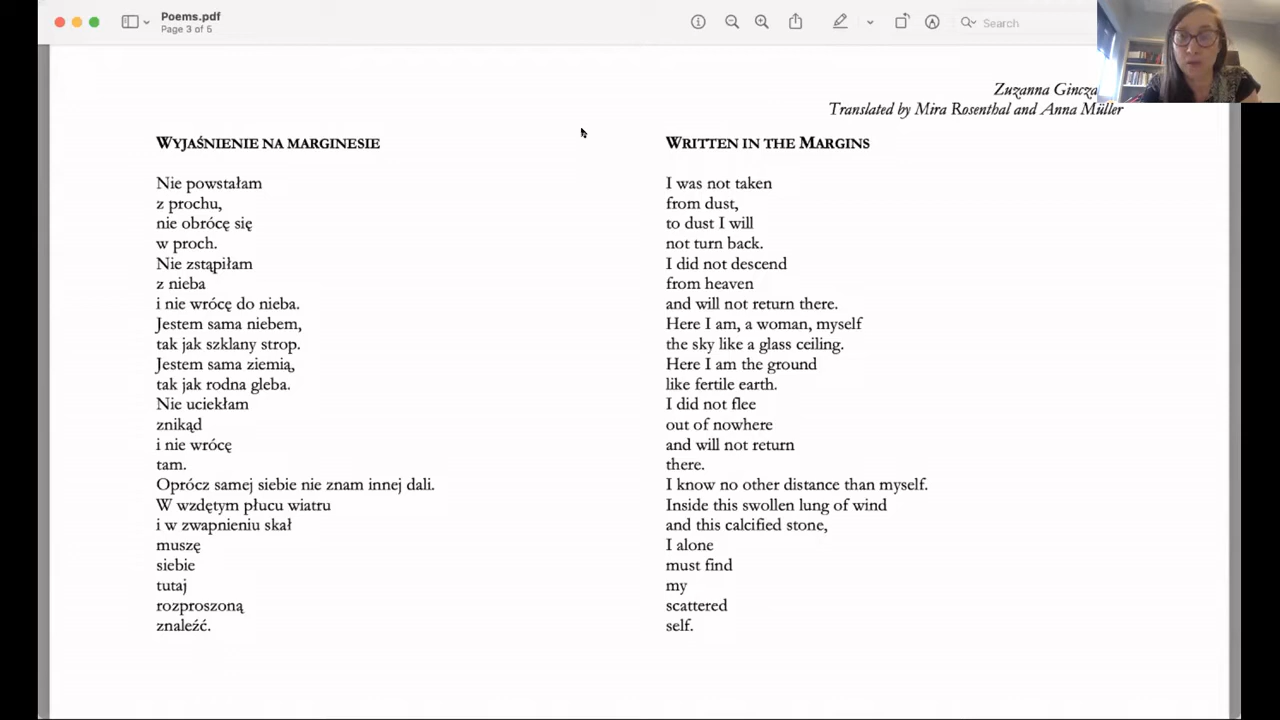 Poems.pdf
Page 3 of 5
Search
Zuzanna
Translated by Mira Rosenthal and Anna Müller
WYJAŚNIENIE NA MARGINESIE
Nie powstałam
z prochu,
nie obrócę się
w proch.
Nie zstąpiłam
z nieba
i nie wrócę do nieba.
Jestem sama niebem,
tak jak szklany strop.
Jestem sama ziemią,
tak jak rodna gleba.
Nie uciekłam
znikąd
i nie wrócę
tam.
Oprócz samej siebie nie znam innej dali.
W wzdętym płucu wiatru
i w zwapnieniu skał
muszę
siebie
tutaj
rozproszoną
znaleźć.
WRITTEN IN THE MARGINS
I was not taken
from dust,
to dust I will
not turn back.
I did not descend
from heaven
and will not return there.
Here I am, a woman, myself
the sky like a glass ceiling.
Here I am the ground
like fertile earth.
I did not flee
out of nowhere
and will not return
there.
I know no other distance than myself.
Inside this swollen lung of wind
and this calcified stone,
I alone
must find
my
scattered
self.